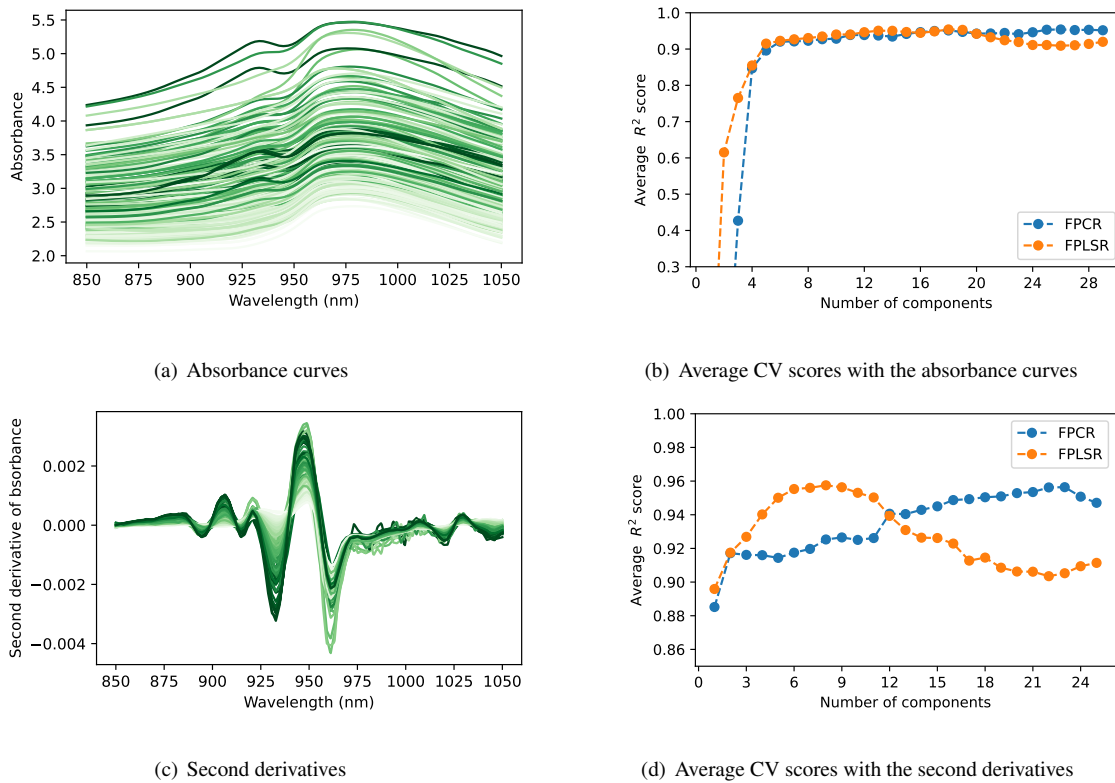 5.5
5.0
4.5
4.0
3.5
3.0
2.5
2.0
Absorbance
850 875 900 925 950 975 1000 1025 1050
Wavelength (nm)
(a) Absorbance curves
1.0
0.9
0.8
0.7
0.6
0.5
0.4
0.3
Average R² score
FPCR
FPLSR
0 4 8 12 16 20 24 28
Number of components
(b) Average CV scores with the absorbance curves
0.002
0.000
−0.002
−0.004
Second derivative of bsorbance
850 875 900 925 950 975 1000 1025 1050
Wavelength (nm)
(c) Second derivatives
1.00
0.98
0.96
0.94
0.92
0.90
0.88
0.86
Average R² score
FPCR
FPLSR
0 3 6 9 12 15 18 21 24
Number of components
(d) Average CV scores with the second derivatives